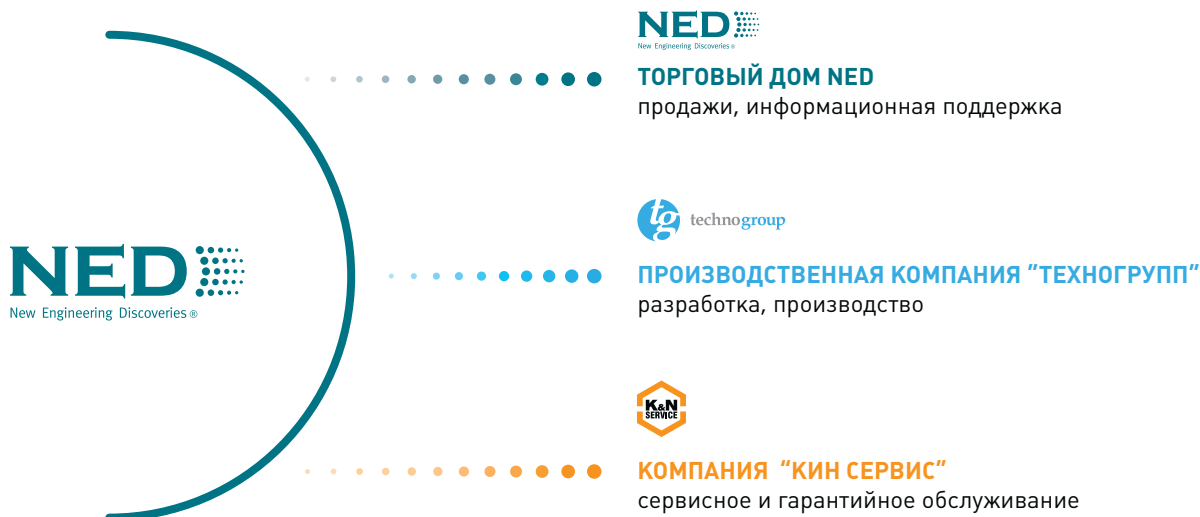 NED
New Engineering Discoveries ®
NED
New Engineering Discoveries ®
ТОРГОВЫЙ ДОМ NED
продажи, информационная поддержка
tg technogroup
ПРОИЗВОДСТВЕННАЯ КОМПАНИЯ ”ТЕХНОГРУПП”
разработка, производство
K&N
SERVICE
КОМПАНИЯ “КИН СЕРВИС”
сервисное и гарантийное обслуживание